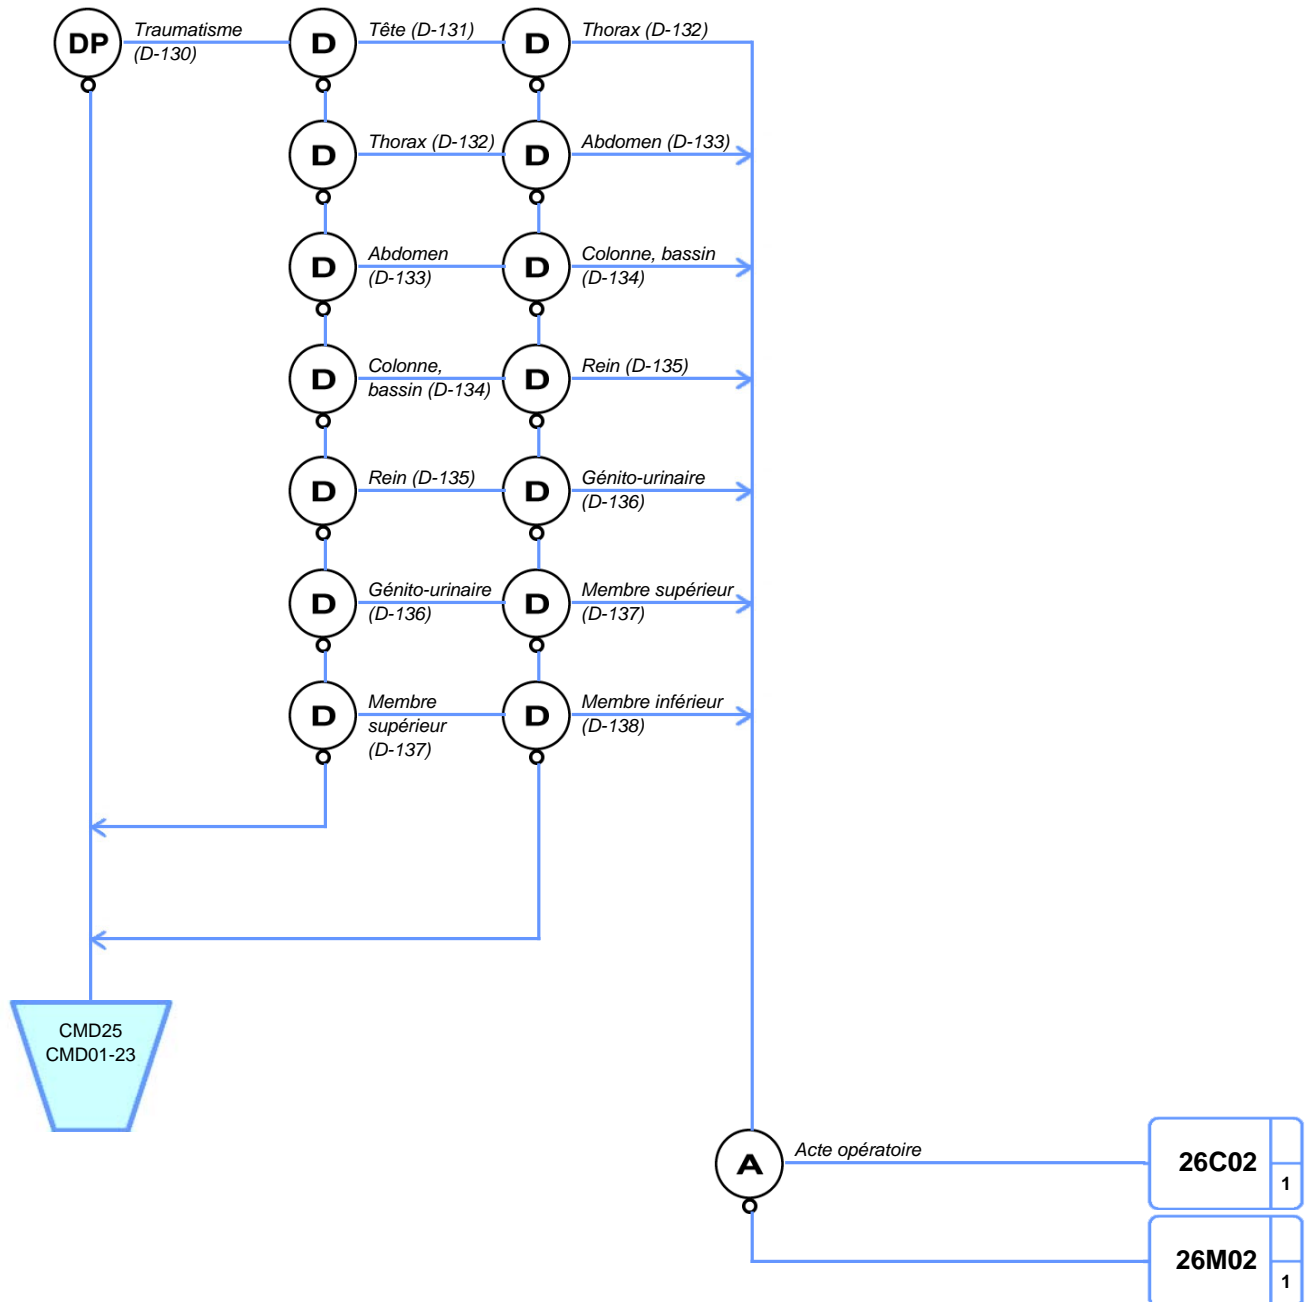 DP
Traumatisme
(D-130)
D
Tête (D-131)
D
Thorax (D-132)
D
Thorax (D-132)
D
Abdomen (D-133)
D
Abdomen
(D-133)
D
Colonne, bassin
(D-134)
D
Colonne,
bassin (D-134)
D
Rein (D-135)
D
Rein (D-135)
D
Génito-urinaire
(D-136)
D
Génito-urinaire
(D-136)
D
Membre supérieur
(D-137)
D
Membre
supérieur
(D-137)
D
Membre inférieur
(D-138)
CMD25
CMD01-23
A
Acte opératoire
26C02
1
26M02
1